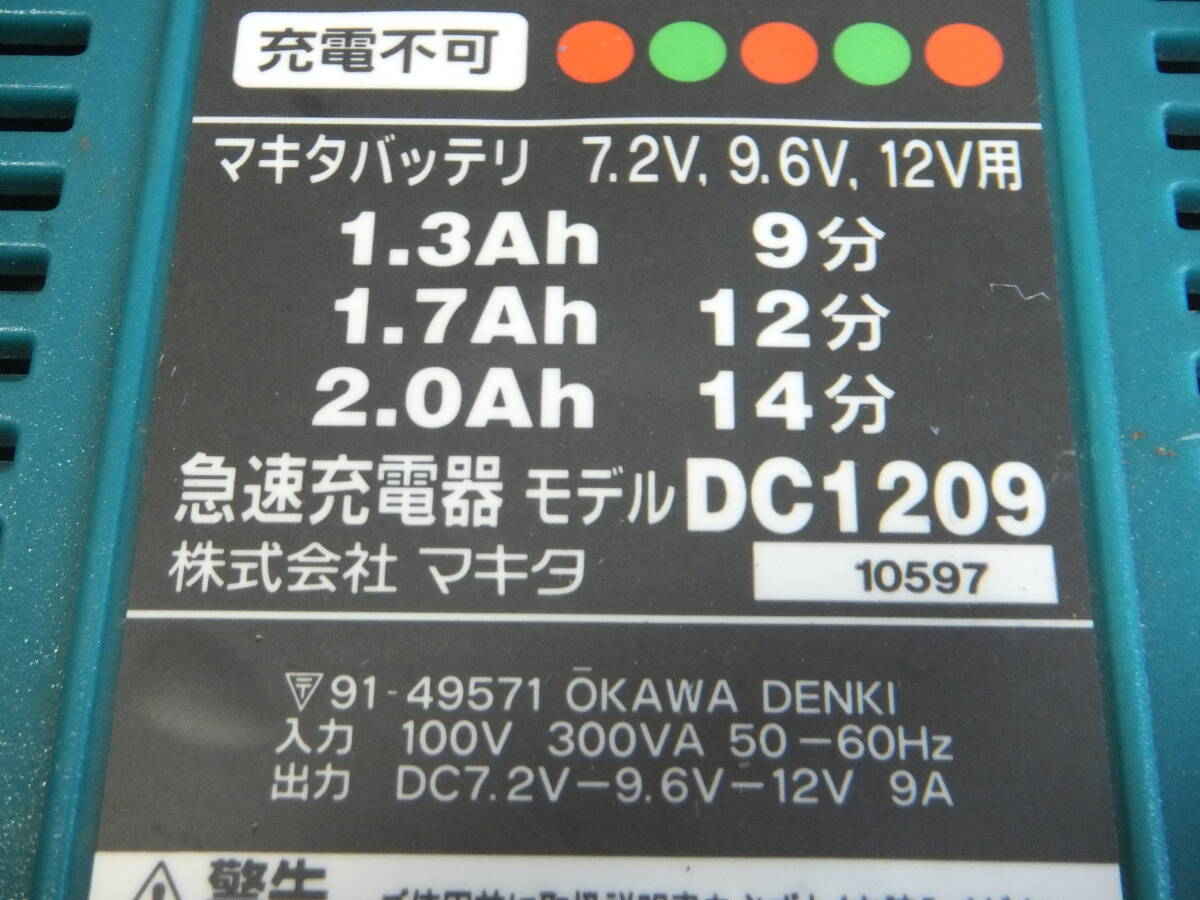 充電不可
マキタバッテリ 7.2V, 9.6V, 12V用
1.3Ah 9分
1.7Ah 12分
2.0Ah 14分
急速充電器 モデル DC1209
株式会社 マキタ 10597
91-49571 ŌKAWA DENKI
入力 100V 300VA 50-60Hz
出力 DC7.2V-9.6V-12V 9A
警告